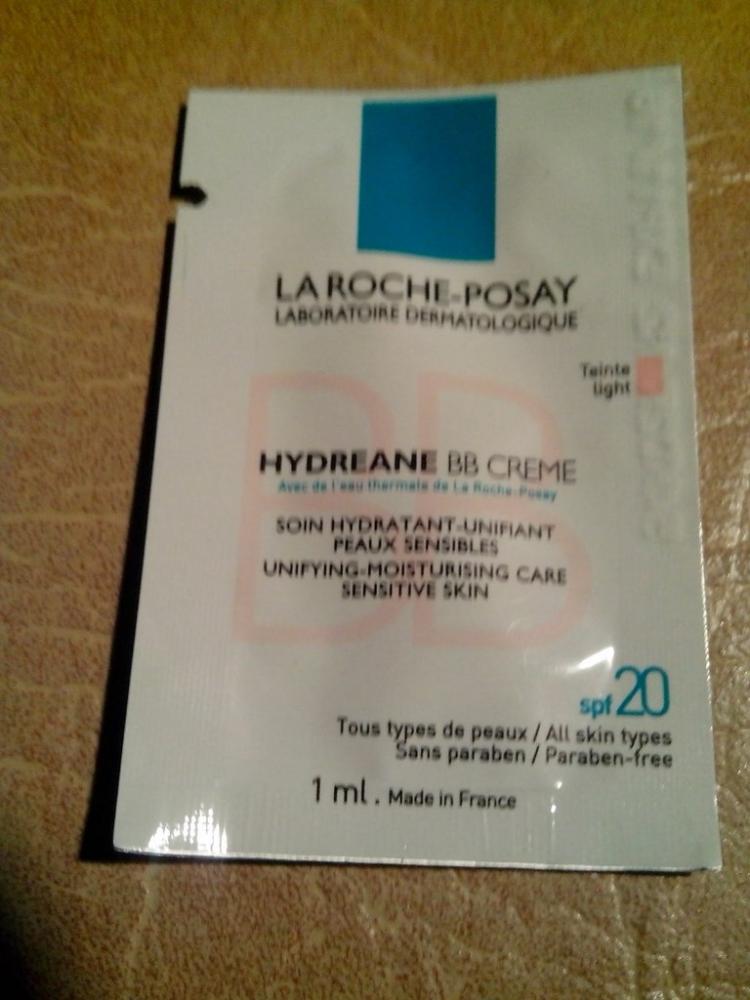 LA ROCHE-POSAY
LABORATOIRE DERMATOLOGIQUE
Teinte
light
BB
HYDREANE BB CREME
Avec de l'eau thermale de La Roche-Posay
SOIN HYDRATANT-UNIFIANT
PEAUX SENSIBLES
UNIFYING-MOISTURISING CARE
SENSITIVE SKIN
spf 20
Tous types de peaux / All skin types
Sans paraben / Paraben-free
1 ml . Made in France